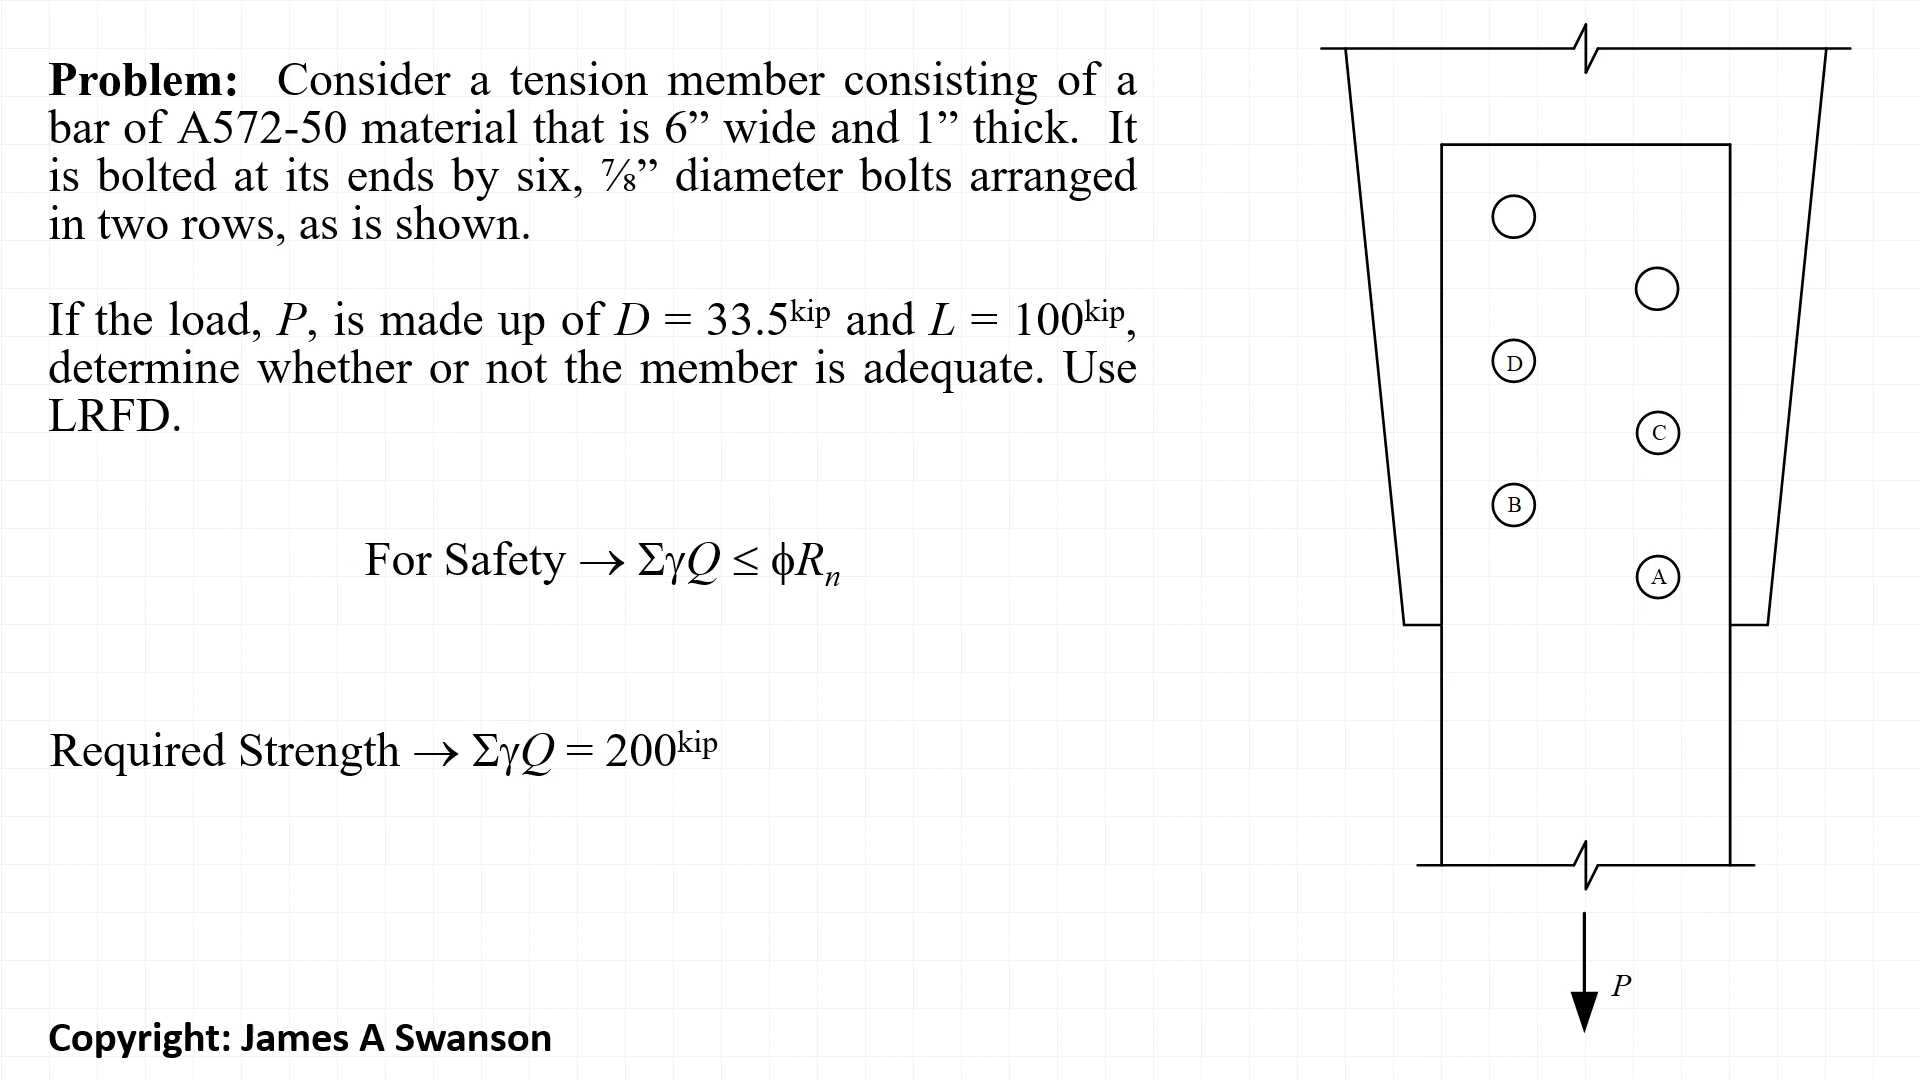 Problem: Consider a tension member consisting of a
bar of A572-50 material that is 6” wide and 1” thick. It
is bolted at its ends by six, ⅞” diameter bolts arranged
in two rows, as is shown.
If the load, P, is made up of D = 33.5kip and L = 100kip,
determine whether or not the member is adequate. Use
LRFD.
For Safety → ΣγQ ≤ ϕRn
Required Strength → ΣγQ = 200kip
Copyright: James A Swanson
D
C
B
A
P